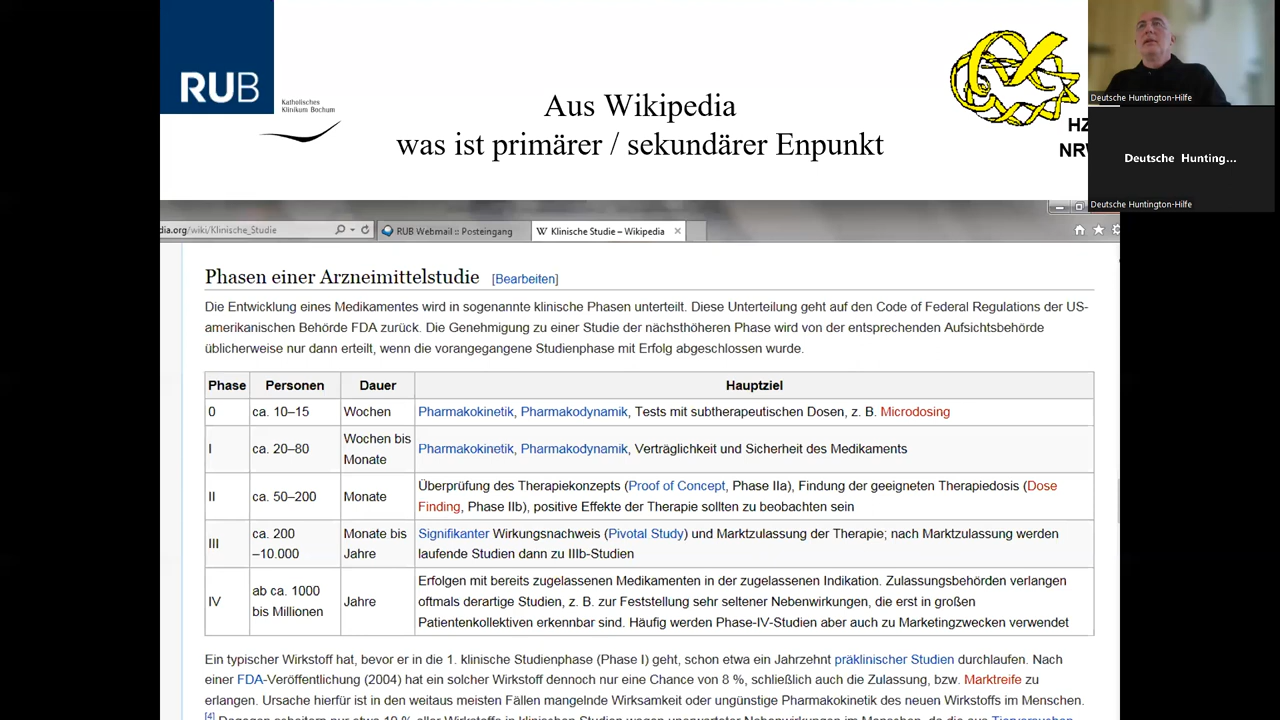 RUB
Katholisches
Klinikum Bochum
Aus Wikipedia
was ist primärer / sekundärer Enpunkt
HZ
NRW
Deutsche Huntington-Hilfe
Deutsche Hunting...
Deutsche Huntington-Hilfe
dia.org/wiki/Klinische_Studie
RUB Webmail :: Posteingang
W Klinische Studie – Wikipedia
Phasen einer Arzneimittelstudie [Bearbeiten]
Die Entwicklung eines Medikamentes wird in sogenannte klinische Phasen unterteilt. Diese Unterteilung geht auf den Code of Federal Regulations der US-
amerikanischen Behörde FDA zurück. Die Genehmigung zu einer Studie der nächsthöheren Phase wird von der entsprechenden Aufsichtsbehörde
üblicherweise nur dann erteilt, wenn die vorangegangene Studienphase mit Erfolg abgeschlossen wurde.
Phase Personen Dauer Hauptziel
0 ca. 10–15 Wochen Pharmakokinetik, Pharmakodynamik, Tests mit subtherapeutischen Dosen, z. B. Microdosing
I ca. 20–80 Wochen bis Monate Pharmakokinetik, Pharmakodynamik, Verträglichkeit und Sicherheit des Medikaments
II ca. 50–200 Monate Überprüfung des Therapiekonzepts (Proof of Concept, Phase IIa), Findung der geeigneten Therapiedosis (Dose
Finding, Phase IIb), positive Effekte der Therapie sollten zu beobachten sein
III ca. 200 –10.000 Monate bis Jahre Signifikanter Wirkungsnachweis (Pivotal Study) und Marktzulassung der Therapie; nach Marktzulassung werden
laufende Studien dann zu IIIb-Studien
IV ab ca. 1000 bis Millionen Jahre Erfolgen mit bereits zugelassenen Medikamenten in der zugelassenen Indikation. Zulassungsbehörden verlangen
oftmals derartige Studien, z. B. zur Feststellung sehr seltener Nebenwirkungen, die erst in großen
Patientenkollektiven erkennbar sind. Häufig werden Phase-IV-Studien aber auch zu Marketingzwecken verwendet
Ein typischer Wirkstoff hat, bevor er in die 1. klinische Studienphase (Phase I) geht, schon etwa ein Jahrzehnt präklinischer Studien durchlaufen. Nach
einer FDA-Veröffentlichung (2004) hat ein solcher Wirkstoff dennoch nur eine Chance von 8 %, schließlich auch die Zulassung, bzw. Marktreife zu
erlangen. Ursache hierfür ist in den weitaus meisten Fällen mangelnde Wirksamkeit oder ungünstige Pharmakokinetik des neuen Wirkstoffs im Menschen.
[4]